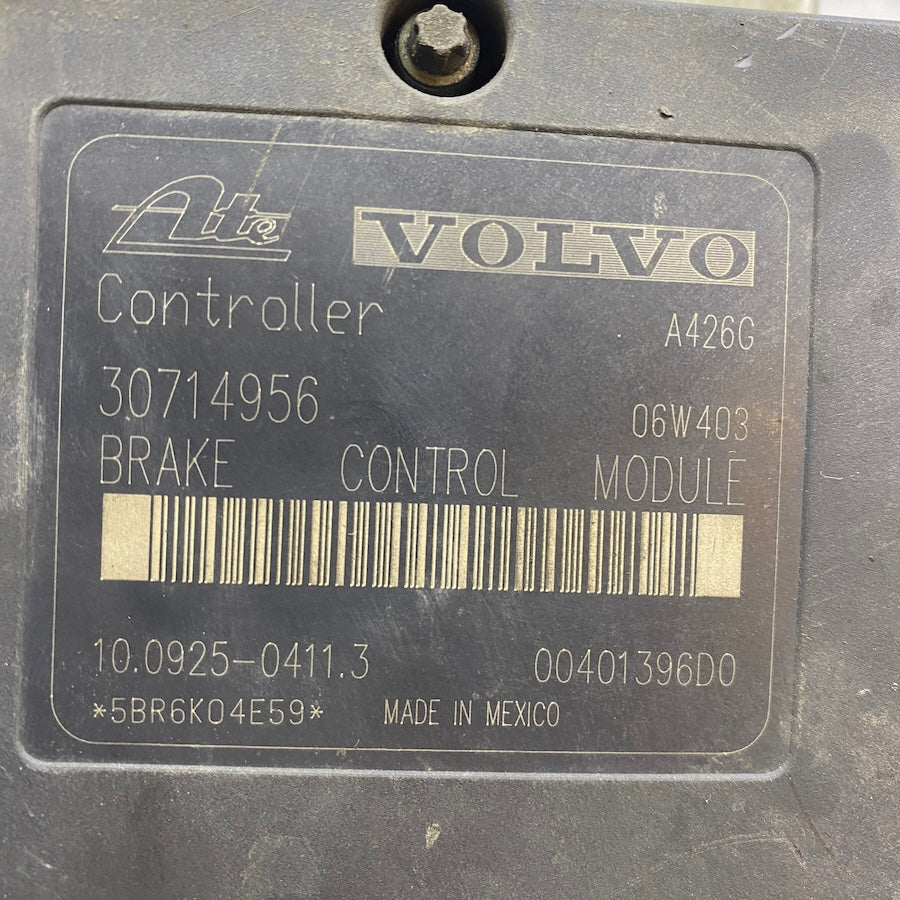 Ate VOLVO
Controller A426G
30714956 06W403
BRAKE CONTROL MODULE
10.0925-0411.3 00401396D0
*5BR6K04E59* MADE IN MEXICO